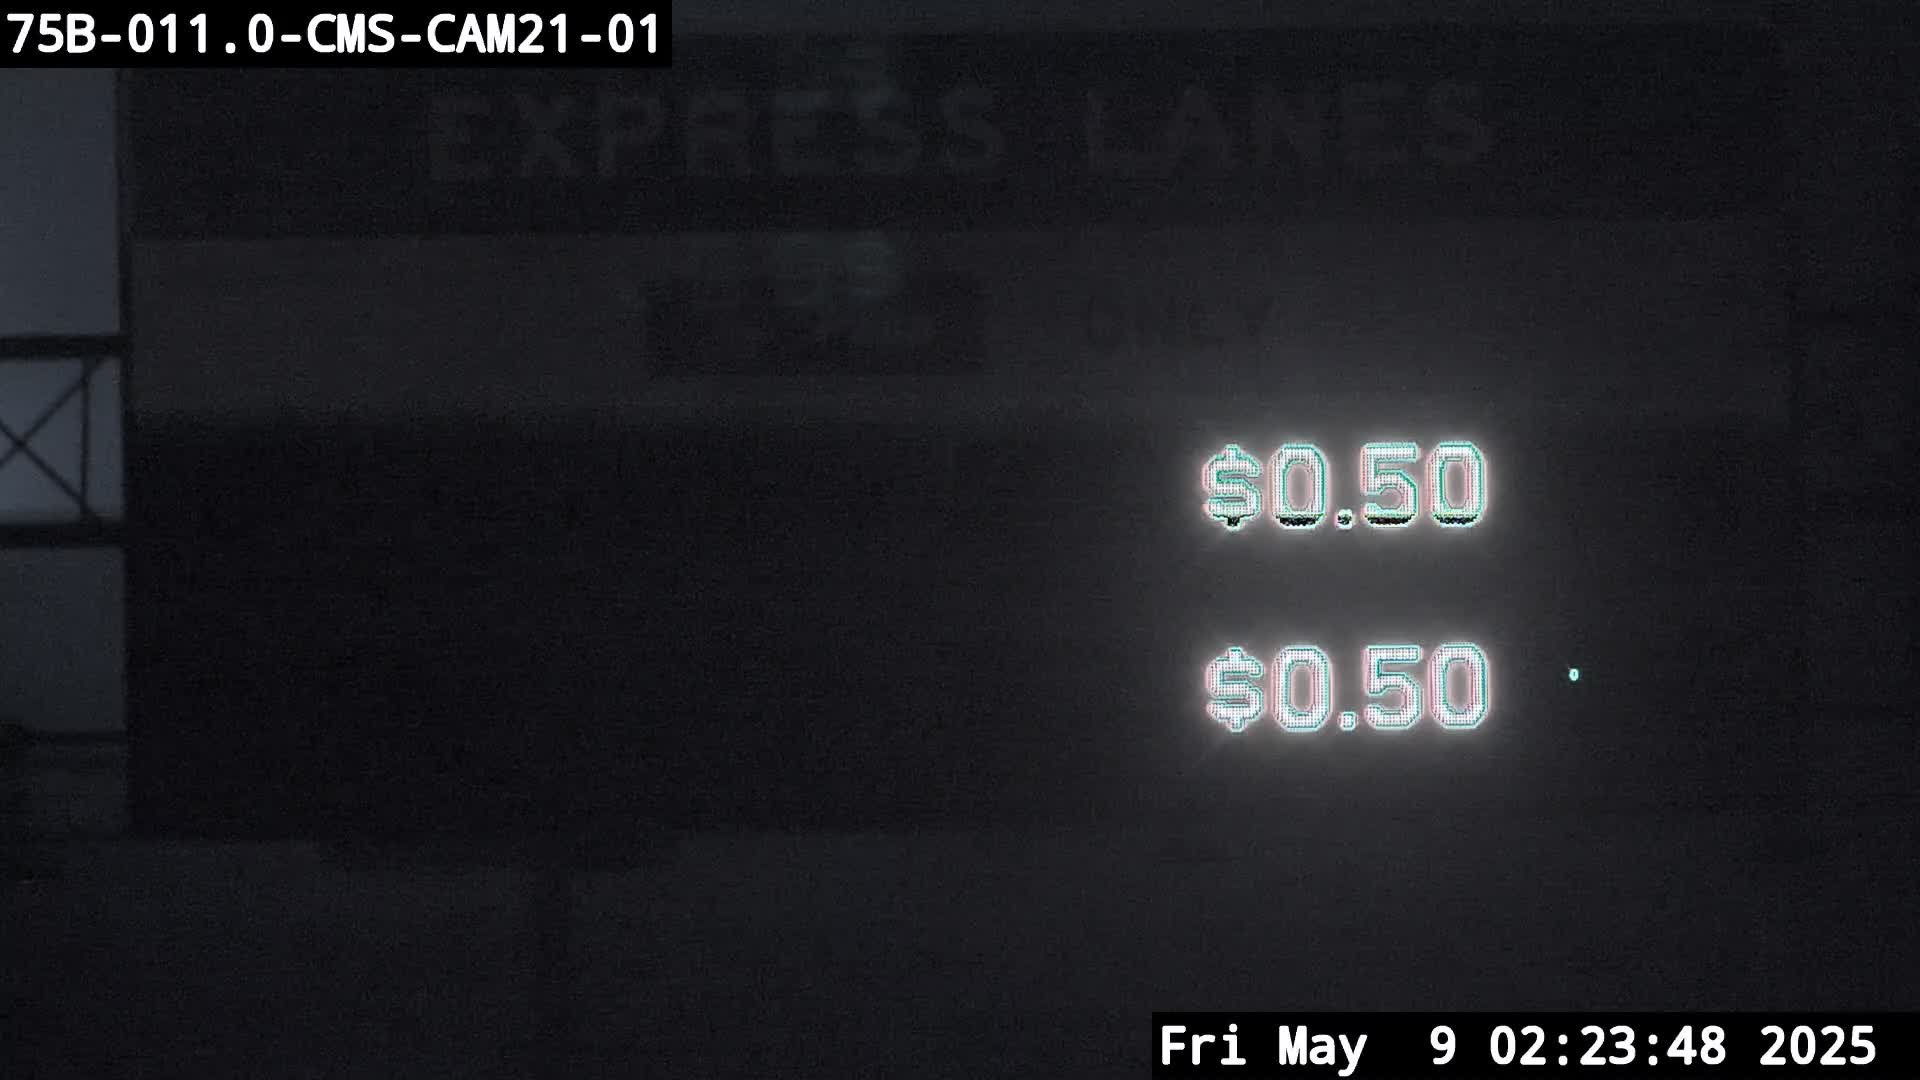 75B-011.0-CMS-CAM21-01
EXPRESS LANES
ONLY
$0.50
$0.50
Fri May 9 02:23:48 2025